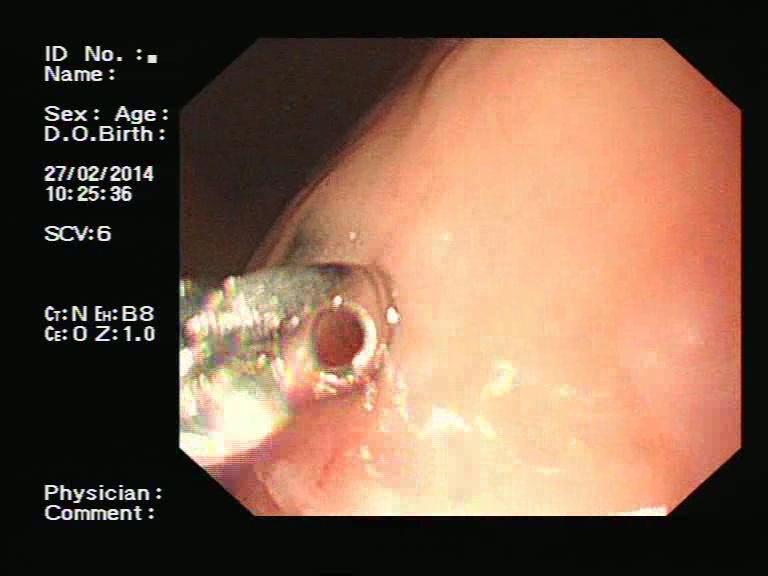 ID No. :
Name:
Sex: Age:
D.O.Birth:
27/02/2014
10:25:36
SCV:6
CT:N EH:B8
CE:0 Z:1.0
Physician:
Comment: